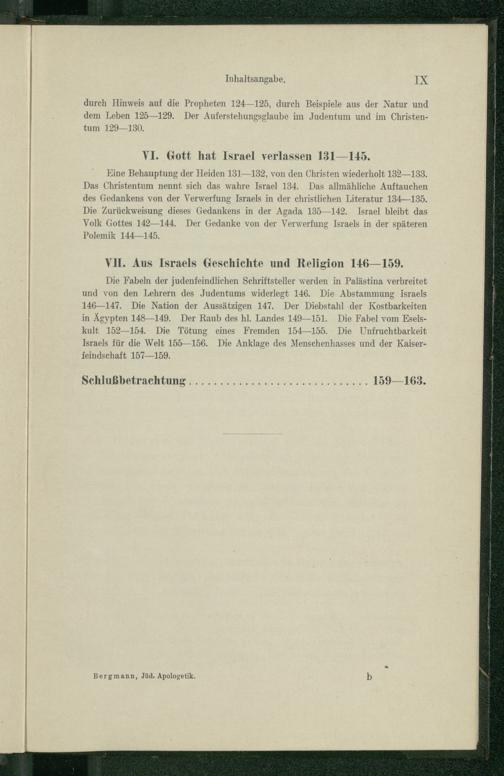 Inhaltsangabe. IX
durch Hinweis auf die Propheten 124—125, durch Beispiele aus der Natur und
dem Leben 125—129. Der Auferstehungsglaube im Judentum und im Christen-
tum 129—130.
VI. Gott hat Israel verlassen 131—145.
Eine Behauptung der Heiden 131—132, von den Christen wiederholt 132—133.
Das Christentum nennt sich das wahre Israel 134. Das allmähliche Auftauchen
des Gedankens von der Verwerfung Israels in der christlichen Literatur 134—135.
Die Zurückweisung dieses Gedankens in der Agada 135—142. Israel bleibt das
Volk Gottes 142—144. Der Gedanke von der Verwerfung Israels in der späteren
Polemik 144—145.
VII. Aus Israels Geschichte und Religion 146—159.
Die Fabeln der judenfeindlichen Schriftsteller werden in Palästina verbreitet
und von den Lehrern des Judentums widerlegt 146. Die Abstammung Israels
146—147. Die Nation der Aussätzigen 147. Der Diebstahl der Kostbarkeiten
in Ägypten 148—149. Der Raub des hl. Landes 149—151. Die Fabel vom Esels-
kult 152—154. Die Tötung eines Fremden 154—155. Die Unfruchtbarkeit
Israels für die Welt 155—156. Die Anklage des Menschenhasses und der Kaiser-
feindschaft 157—159.
Schlußbetrachtung . . . . . . . . . . . . . . . . . . . . . . . . . . . . 159—163.
Bergmann, Jüd. Apologetik. b